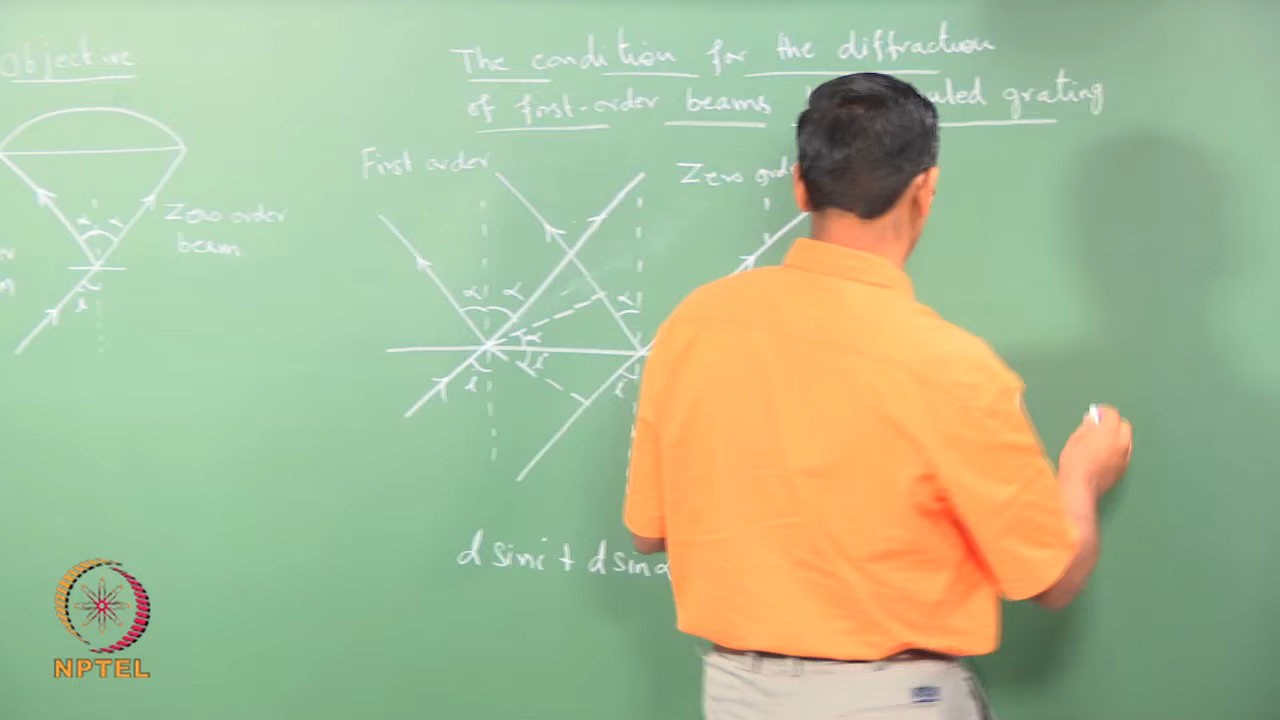 Objective
The condition for the diffraction
of first-order beams
grating
First order
Zero order
Zero order
beam
α α
i
α α
α
α
i
i
i
d sin i + d sin α
NPTEL